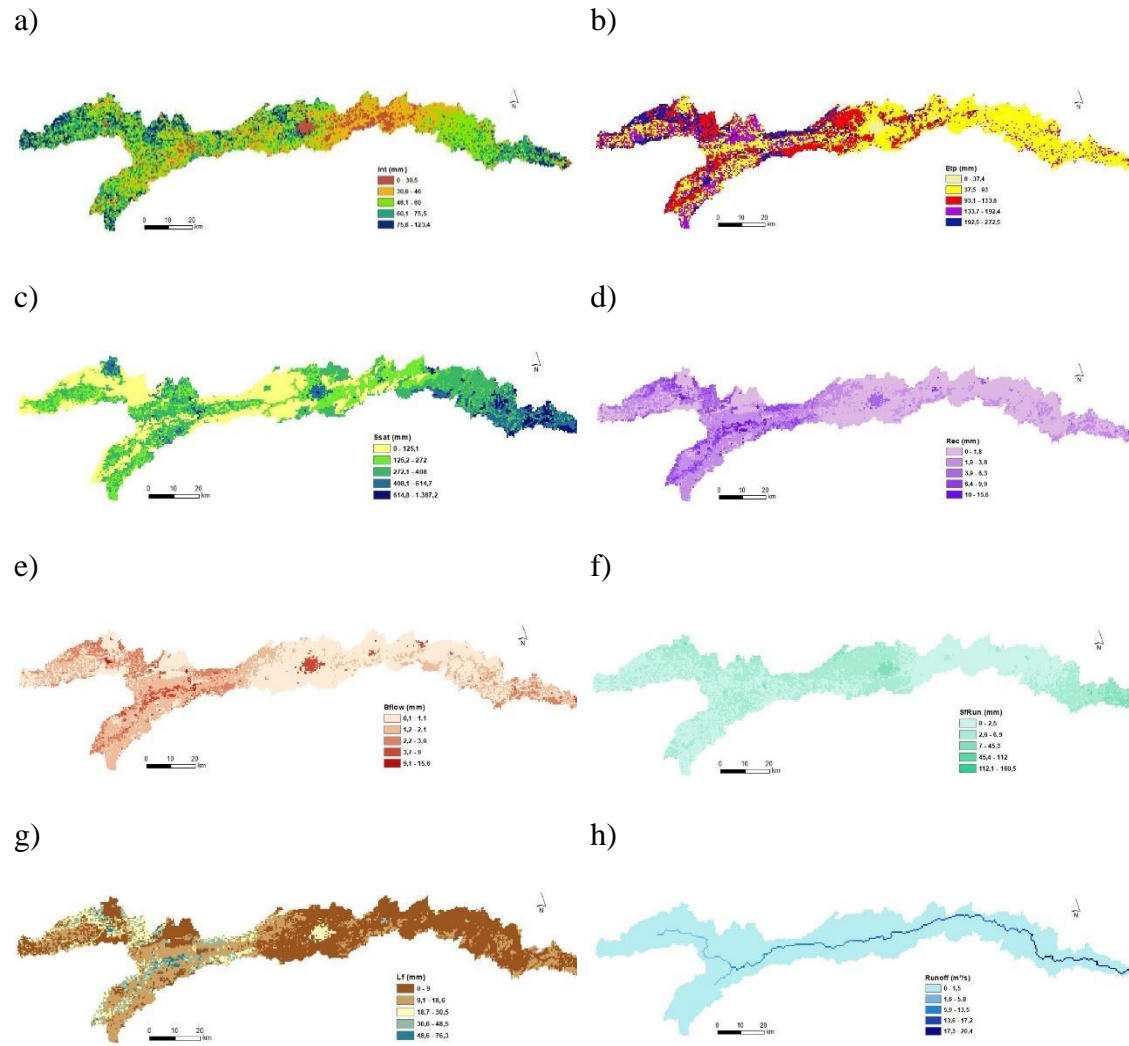 a)
N
Int (mm)
0 - 30,5
30,6 - 46
46,1 - 60
60,1 - 75,5
75,6 - 123,4
0 10 20
km
b)
N
Etp (mm)
0 - 37,4
37,5 - 93
93,1 - 133,6
133,7 - 192,4
192,5 - 272,5
0 10 20
km
c)
N
Ssat (mm)
0 - 125,1
125,2 - 272
272,1 - 408
408,1 - 614,7
614,8 - 1.387,2
0 10 20
km
d)
N
Rec (mm)
0 - 1,8
1,9 - 3,8
3,9 - 6,3
6,4 - 9,9
10 - 15,6
0 10 20
km
e)
N
Bflow (mm)
0,1 - 1,1
1,2 - 2,1
2,2 - 3,6
3,7 - 9
9,1 - 15,6
0 10 20
km
f)
N
SfRun (mm)
0 - 2,5
2,6 - 6,9
7 - 45,3
45,4 - 112
112,1 - 160,5
0 10 20
km
g)
N
Lf (mm)
0 - 9
9,1 - 18,6
18,7 - 30,5
30,6 - 48,5
48,6 - 76,3
0 10 20
km
h)
N
Runoff (m³/s)
0 - 1,5
1,6 - 5,8
9,9 - 13,5
13,6 - 17,2
17,3 - 20,4
0 10 20
km